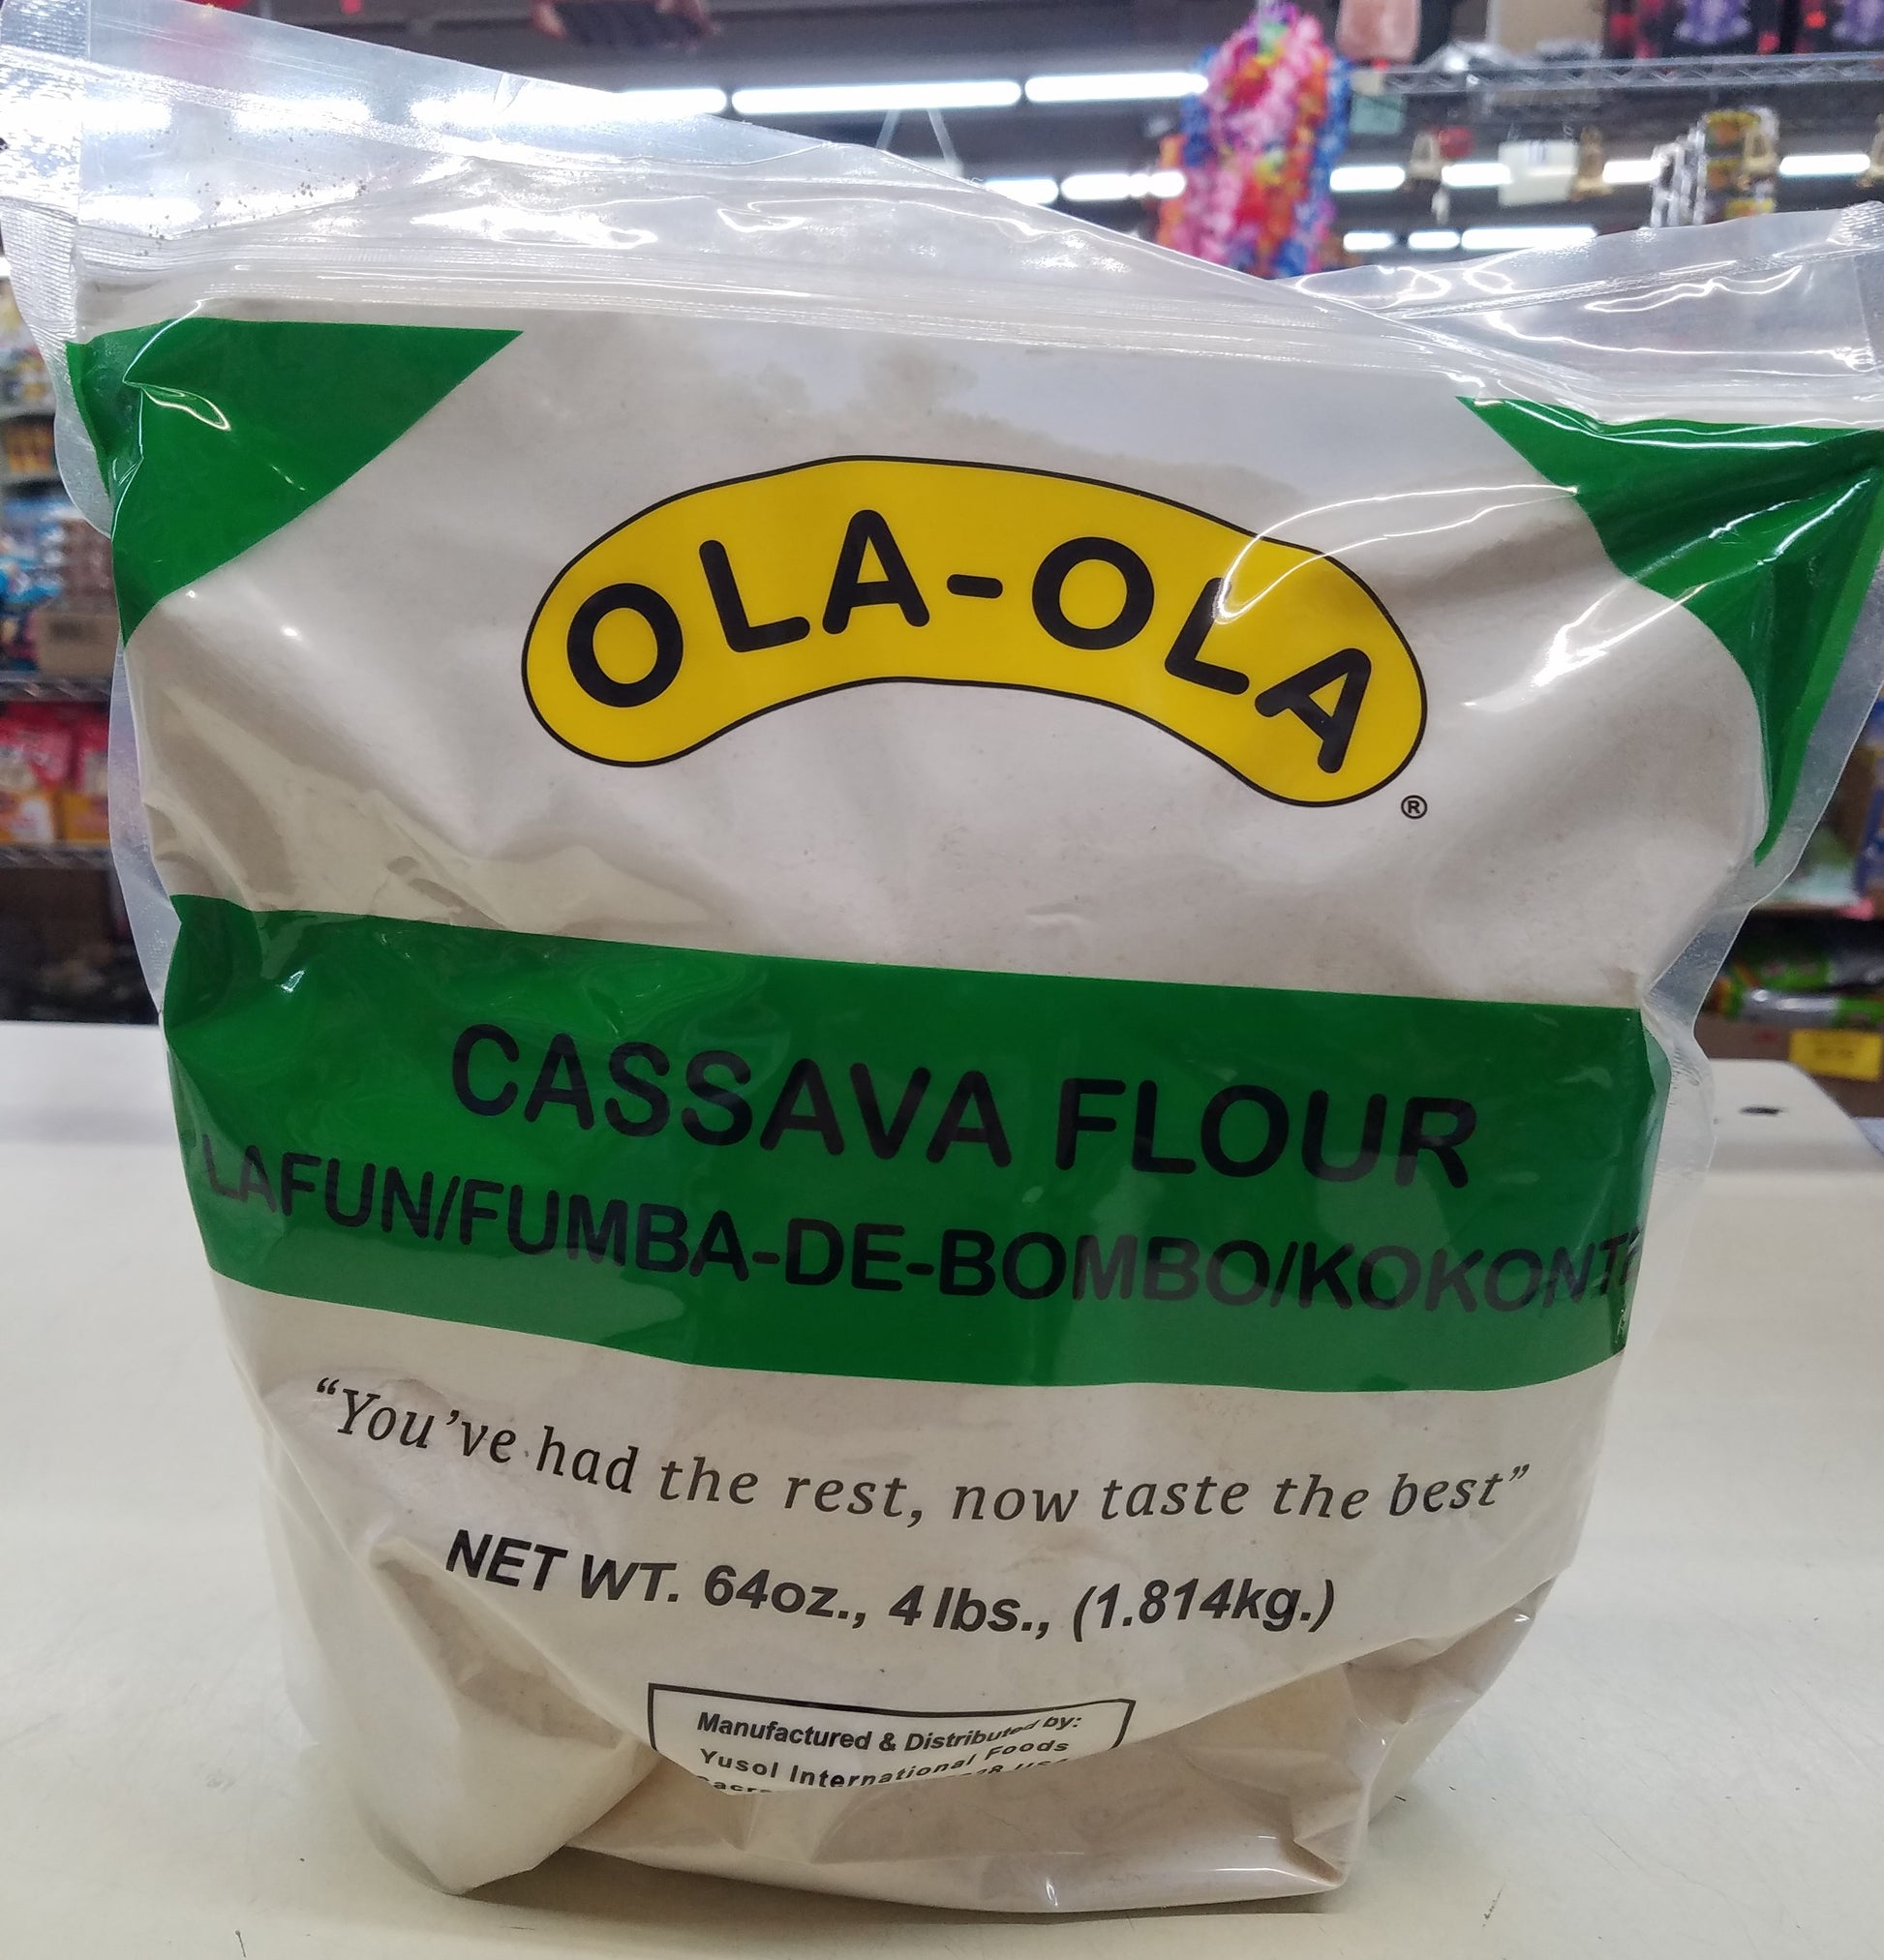 OLA-OLA
®
CASSAVA FLOUR
LAFUN/FUMBA-DE-BOMBO/KOKONTE
"You've had the rest, now taste the best"
NET WT. 64oz., 4 lbs., (1.814kg.)
Manufactured & Distributed by:
Yusol International Foods